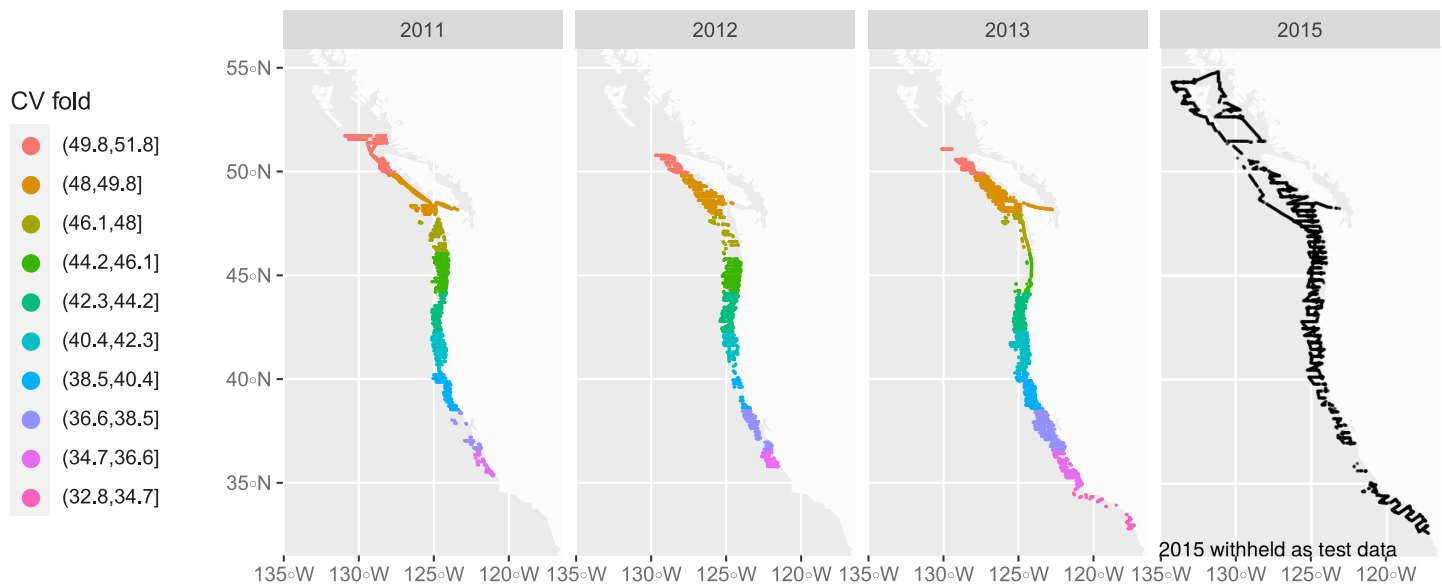 2011 2012 2013 2015
CV fold
(49.8,51.8]
(48,49.8]
(46.1,48]
(44.2,46.1]
(42.3,44.2]
(40.4,42.3]
(38.5,40.4]
(36.6,38.5]
(34.7,36.6]
(32.8,34.7]
55°N
50°N
45°N
40°N
35°N
2015 withheld as test data
135°W 130°W 125°W 120°W 135°W 130°W 125°W 120°W 135°W 130°W 125°W 120°W 135°W 130°W 125°W 120°W